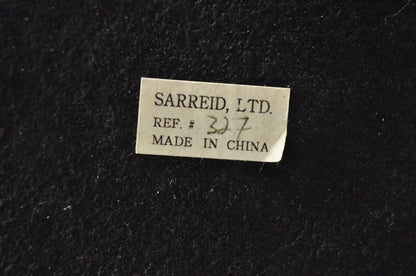 SARREID, LTD.
REF. # 327
MADE IN CHINA